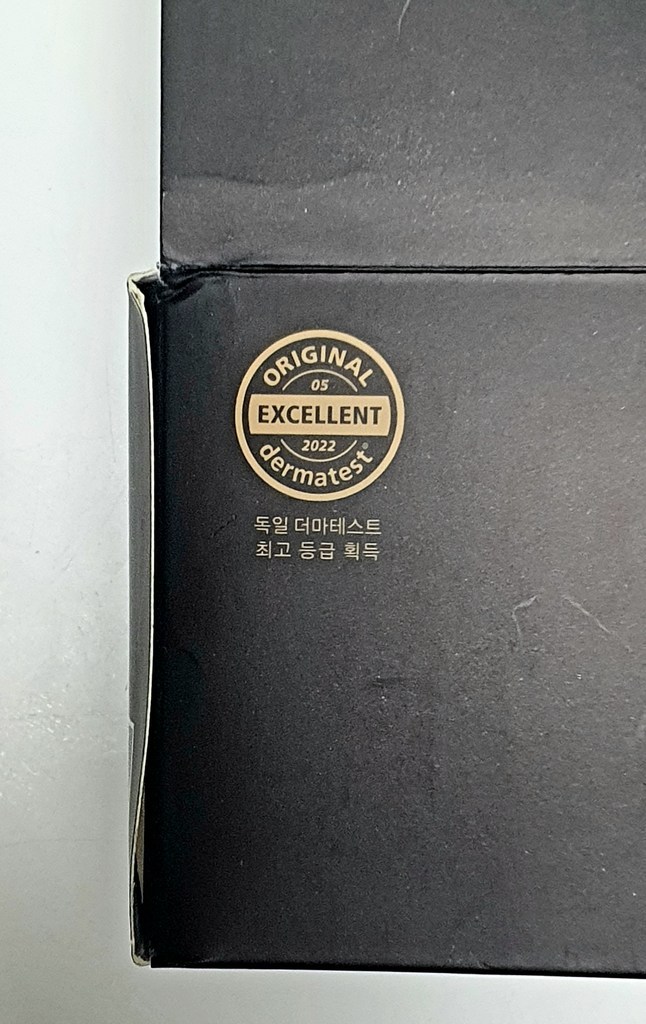 ORIGINAL
05
EXCELLENT
2022
dermatest®
독일 더마테스트
최고 등급 획득